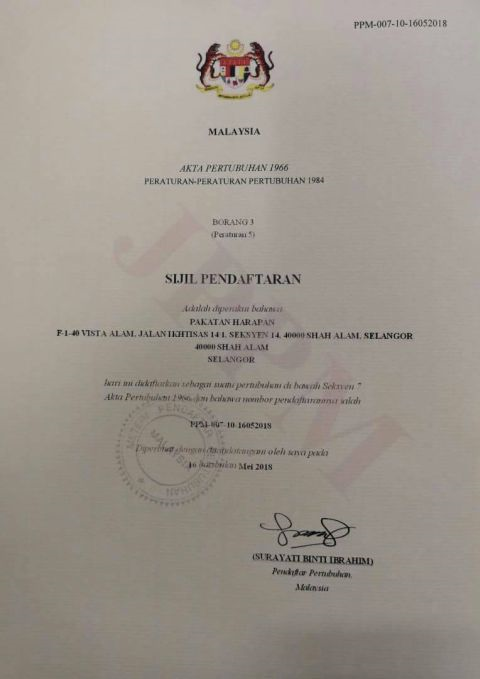 PPM-007-10-16052018
MALAYSIA
AKTA PERTUBUHAN 1966
PERATURAN-PERATURAN PERTUBUHAN 1984
BORANG 3
(Peraturan 5)
SIJIL PENDAFTARAN
Adalah diperakui bahawa
PAKATAN HARAPAN
F-1-40 VISTA ALAM, JALAN IKHTISAS 14/1, SEKSYEN 14, 40000 SHAH ALAM, SELANGOR
40000 SHAH ALAM
SELANGOR
hari ini didaftarkan sebagai suatu pertubuhan di bawah Seksyen 7
Akta Pertubuhan 1966 dan bahawa nombor pendaftarannya ialah
PPM-007-10-16052018
Diperbuat dengan ditandatangani oleh saya pada
16 haribulan Mei 2018
PENDAFTAR
PERTUBUHAN
MALAYSIA
(SURAYATI BINTI IBRAHIM)
Pendaftar Pertubuhan,
Malaysia